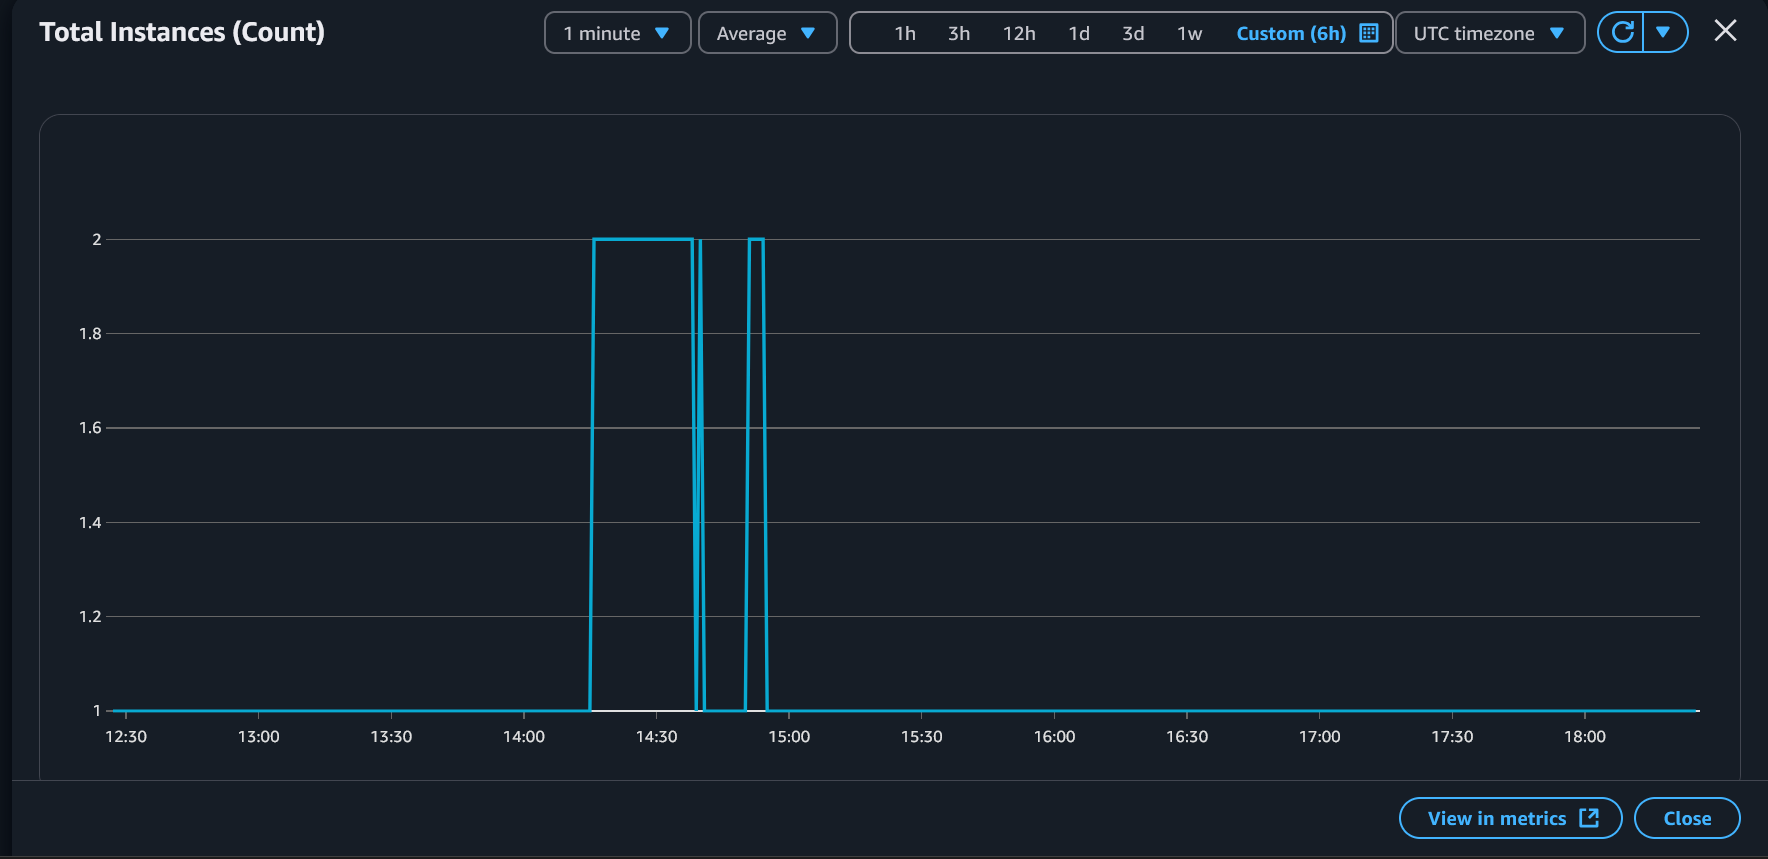 Total Instances (Count)
1 minute
Average
1h 3h 12h 1d 3d 1w Custom (6h)
UTC timezone
2
1.8
1.6
1.4
1.2
1
12:30 13:00 13:30 14:00 14:30 15:00 15:30 16:00 16:30 17:00 17:30 18:00
View in metrics
Close